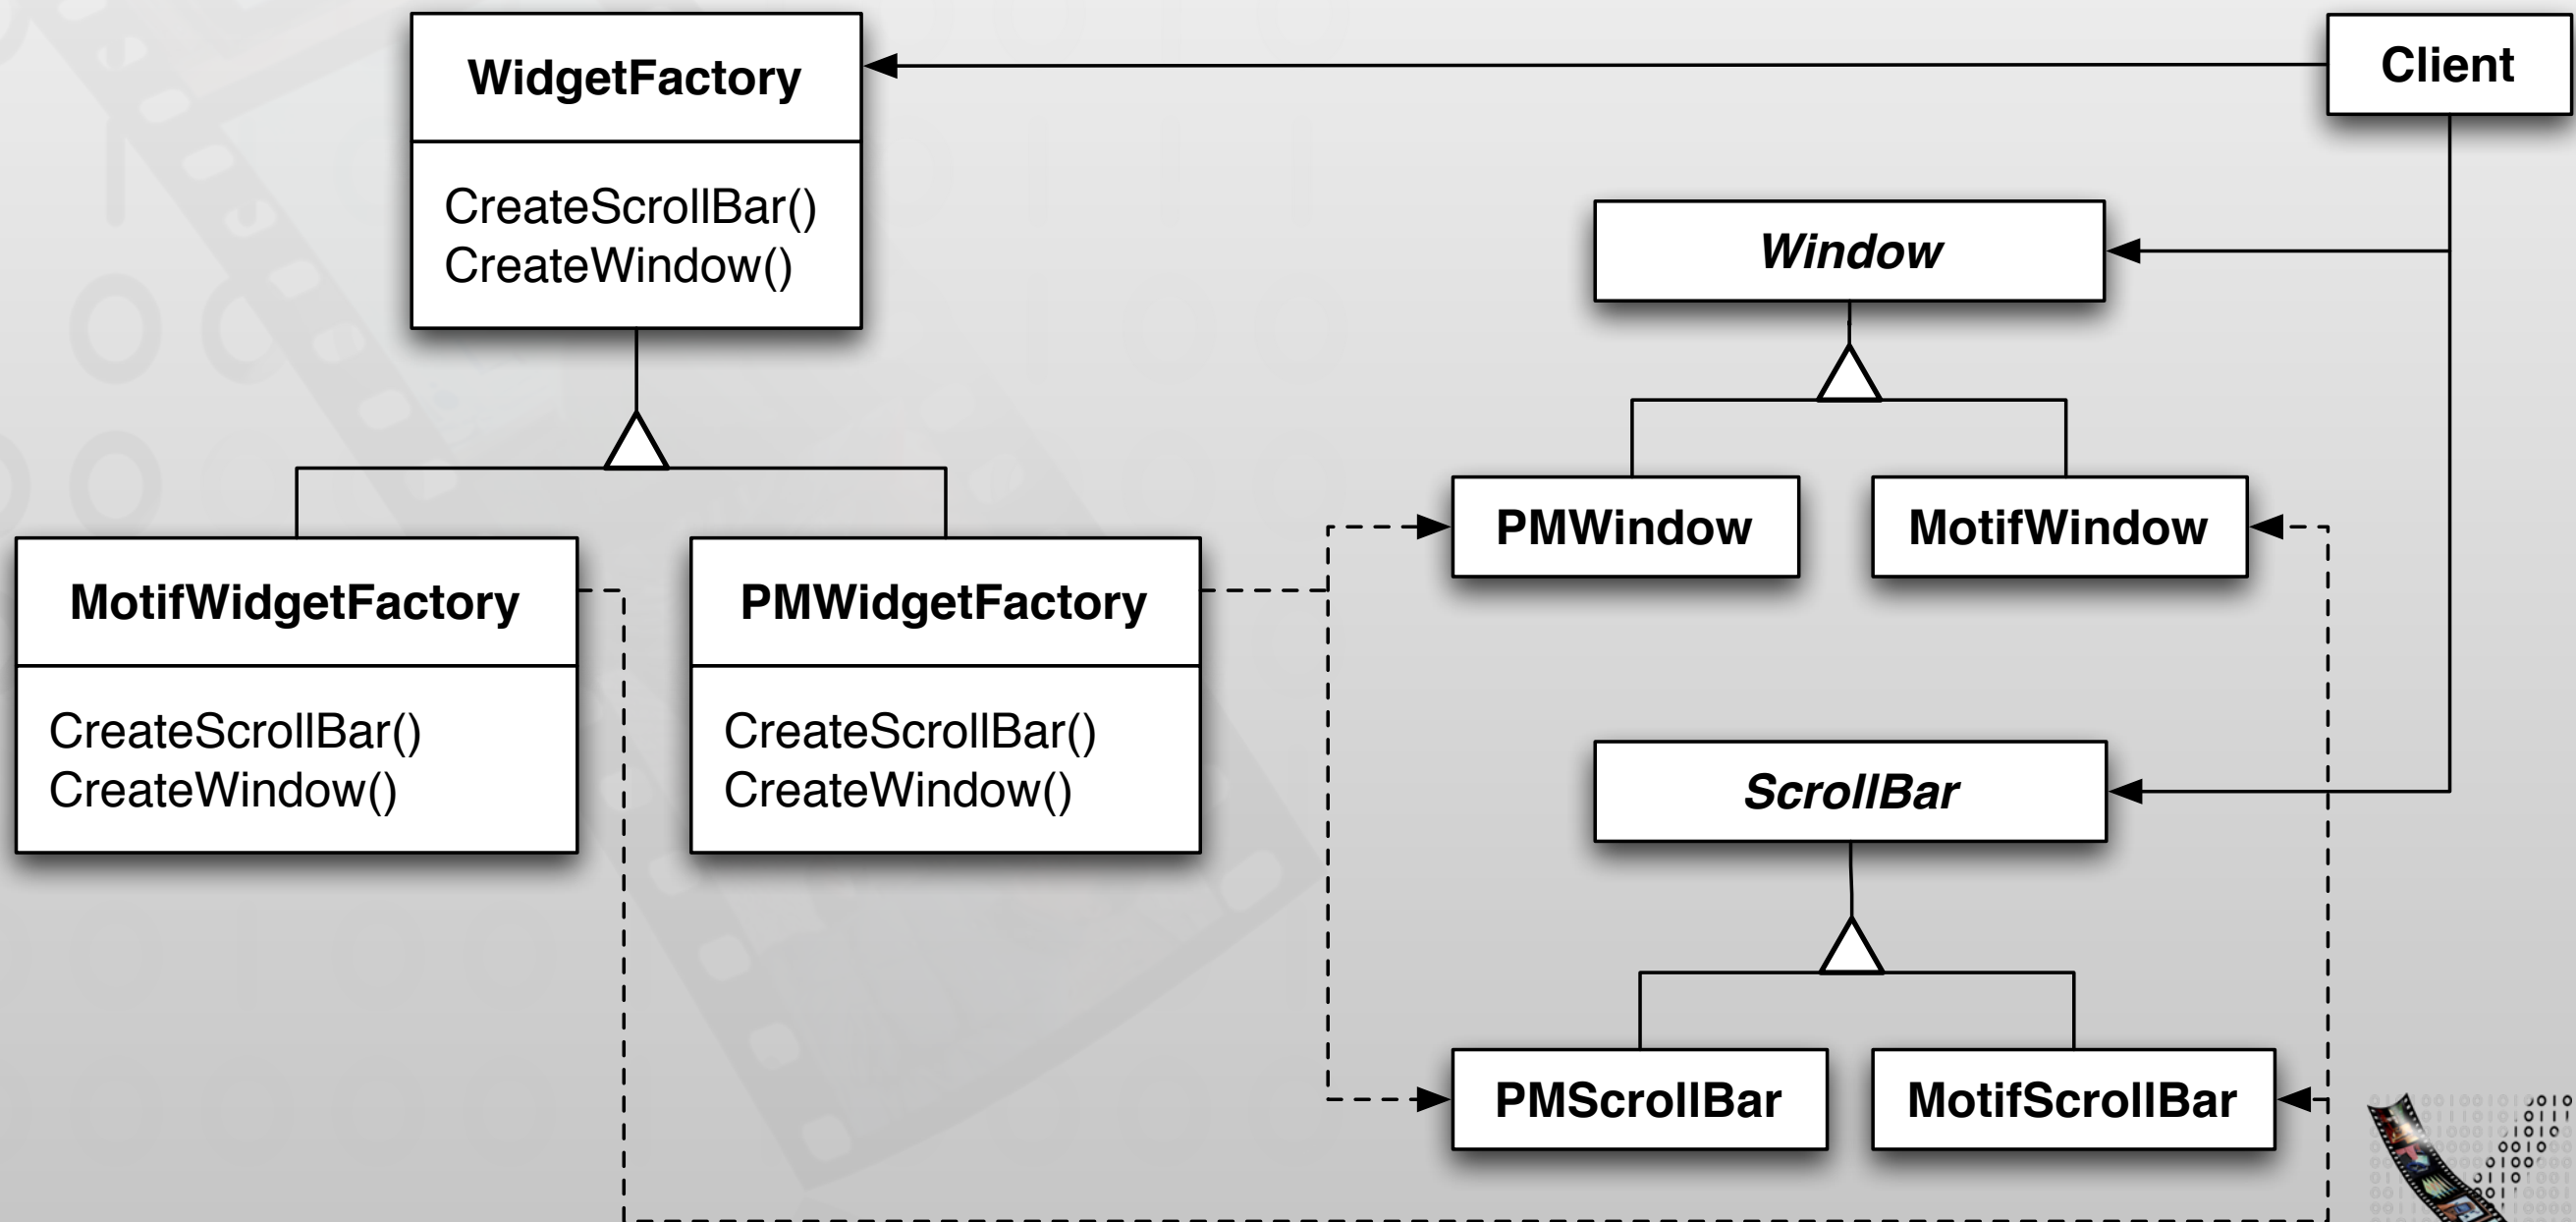 WidgetFactory
CreateScrollBar()
CreateWindow()
Client
Window
PMWindow
MotifWindow
MotifWidgetFactory
CreateScrollBar()
CreateWindow()
PMWidgetFactory
CreateScrollBar()
CreateWindow()
ScrollBar
PMScrollBar
MotifScrollBar